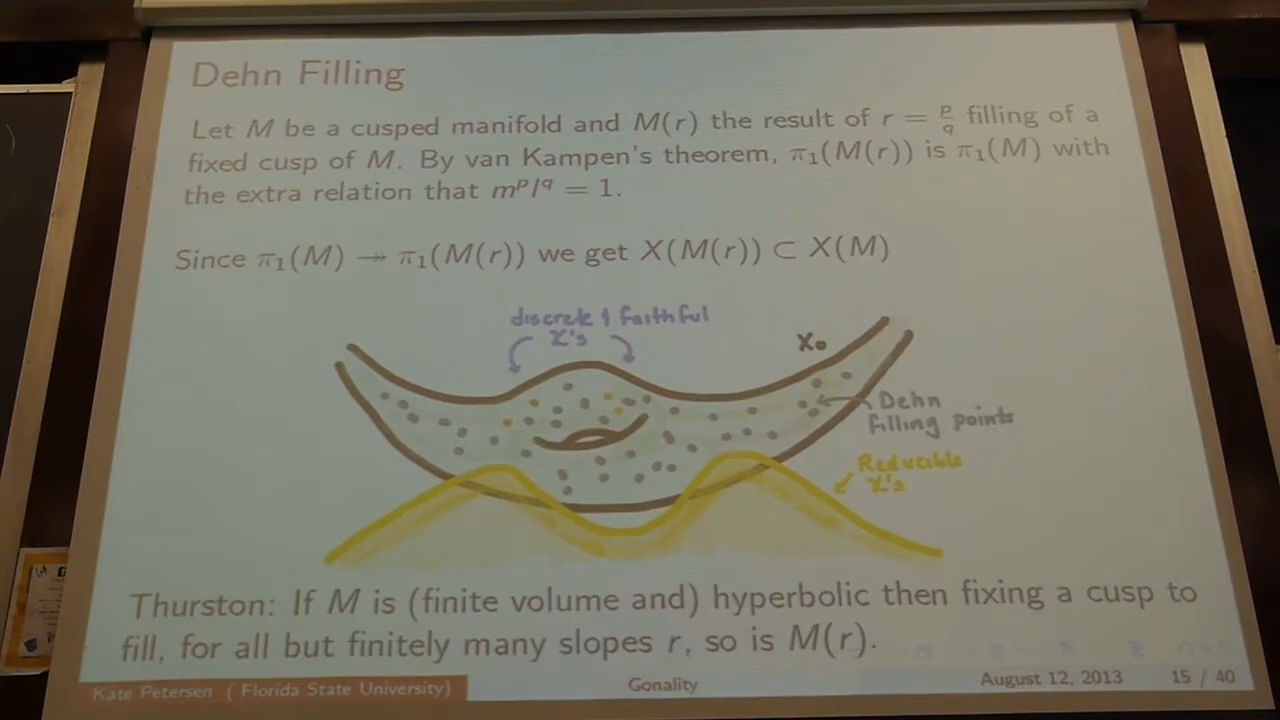 Dehn Filling
Let M be a cusped manifold and M(r) the result of r = p/q filling of a
fixed cusp of M. By van Kampen's theorem, π₁(M(r)) is π₁(M) with
the extra relation that mᵖlᑫ = 1.
Since π₁(M) ↠ π₁(M(r)) we get X(M(r)) ⊂ X(M)
discrete & faithful
χ's
X₀
Dehn
filling points
Reducible
χ's
Thurston: If M is (finite volume and) hyperbolic then fixing a cusp to
fill, for all but finitely many slopes r, so is M(r).
Kate Petersen ( Florida State University) Gonality August 12, 2013 15 / 40